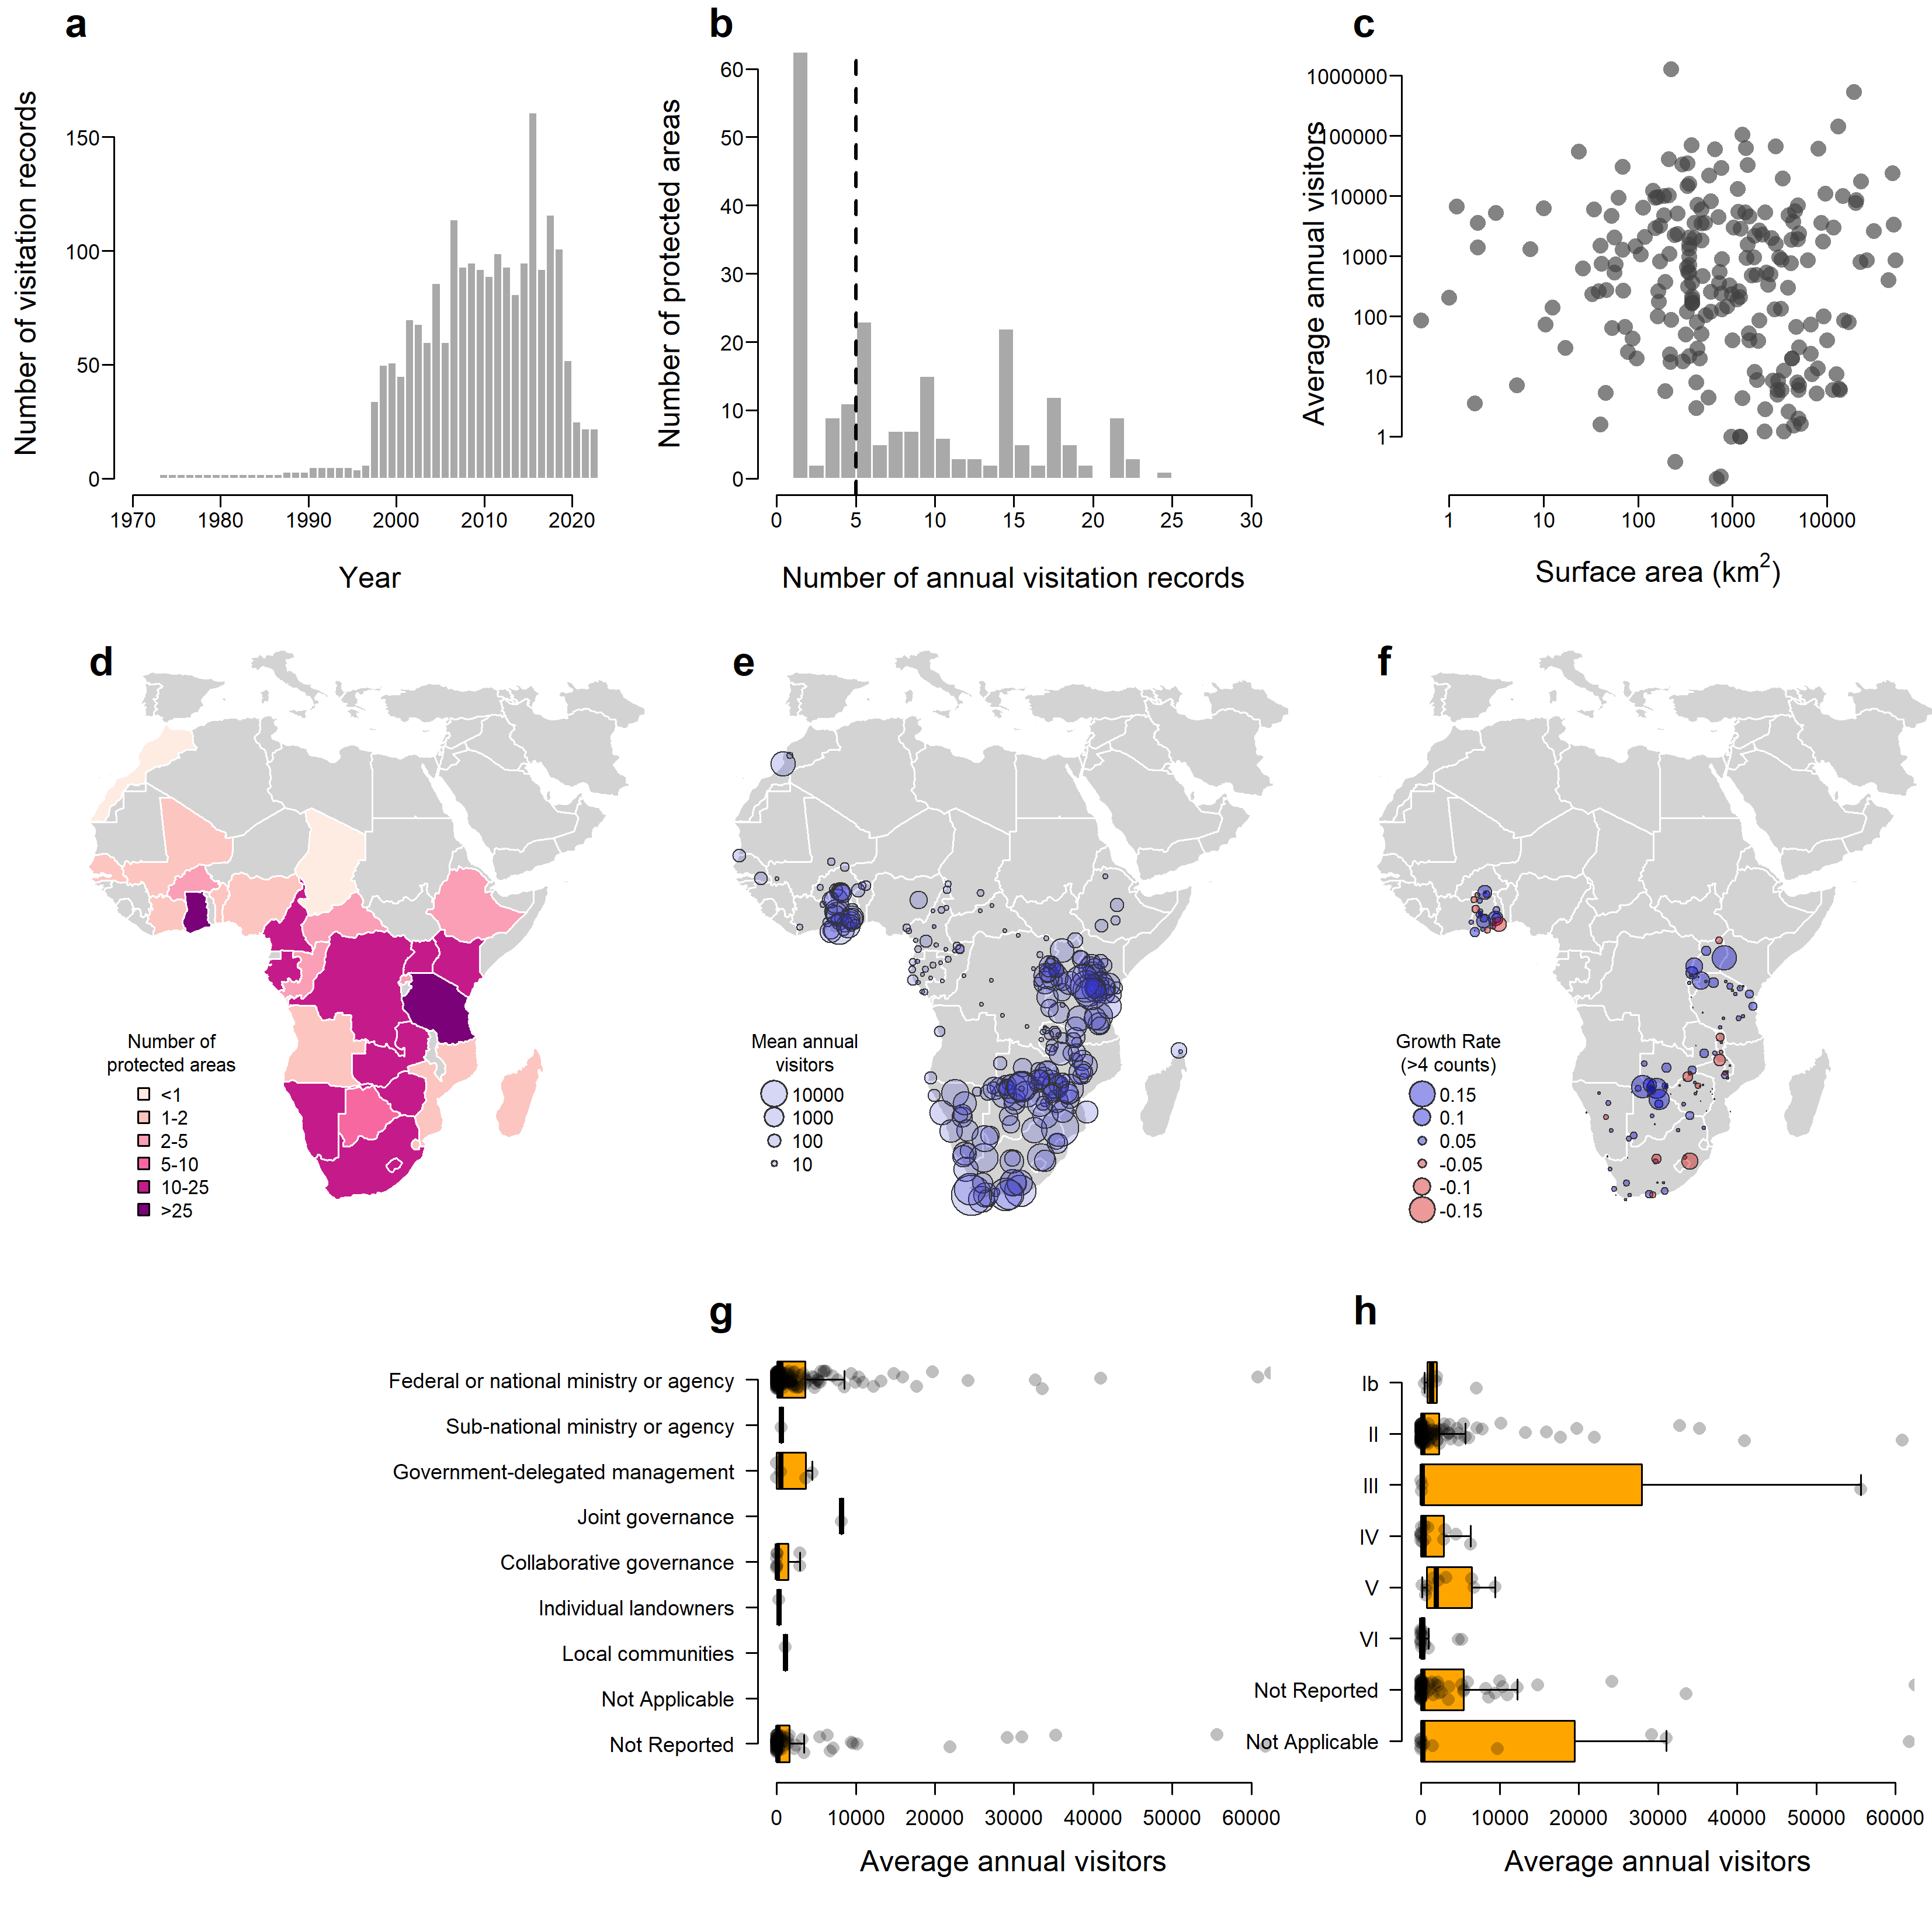 a
Number of visitation records
150
100
50
0
1970 1980 1990 2000 2010 2020
Year
b
Number of protected areas
60
50
40
30
20
10
0
0 5 10 15 20 25 30
Number of annual visitation records
c
Average annual visitors
1000000
100000
10000
1000
100
10
1
1 10 100 1000 10000
Surface area (km²)
d
Number of
protected areas
<1
1-2
2-5
5-10
10-25
>25
e
Mean annual
visitors
10000
1000
100
10
f
Growth Rate
(>4 counts)
0.15
0.1
0.05
-0.05
-0.1
-0.15
g
Federal or national ministry or agency
Sub-national ministry or agency
Government-delegated management
Joint governance
Collaborative governance
Individual landowners
Local communities
Not Applicable
Not Reported
0 10000 20000 30000 40000 50000 60000
Average annual visitors
h
Ib
II
III
IV
V
VI
Not Reported
Not Applicable
0 10000 20000 30000 40000 50000 60000
Average annual visitors